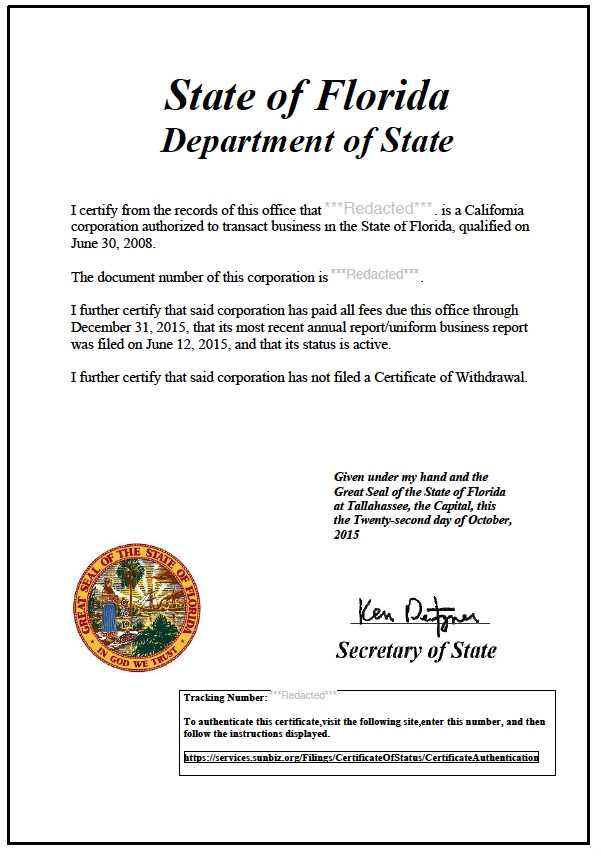 State of Florida
Department of State
I certify from the records of this office that ***Redacted*** . is a California
corporation authorized to transact business in the State of Florida, qualified on
June 30, 2008.
The document number of this corporation is ***Redacted*** .
I further certify that said corporation has paid all fees due this office through
December 31, 2015, that its most recent annual report/uniform business report
was filed on June 12, 2015, and that its status is active.
I further certify that said corporation has not filed a Certificate of Withdrawal.
Given under my hand and the
Great Seal of the State of Florida
at Tallahassee, the Capital, this
the Twenty-second day of October,
2015
GREAT SEAL OF THE STATE OF FLORIDA
IN GOD WE TRUST
Ken Detzner
Secretary of State
Tracking Number: ***Redacted***
To authenticate this certificate,visit the following site,enter this number, and then
follow the instructions displayed.
https://services.sunbiz.org/Filings/CertificateOfStatus/CertificateAuthentication